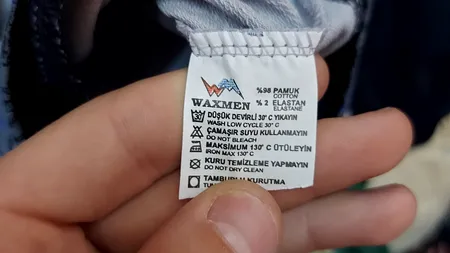 WAXMEN
%98 PAMUK
COTTON
%2 ELASTAN
ELASTANE
DÜŞÜK DEVİRLİ 30° C YIKAYIN
WASH LOW CYCLE 30° C
ÇAMAŞIR SUYU KULLANMAYIN
DO NOT BLEACH
MAKSİMUM 130° C ÜTÜLEYİN
IRON MAX 130° C
KURU TEMİZLEME YAPMAYIN
DO NOT DRY CLEAN
TAMBURLU KURUTMA